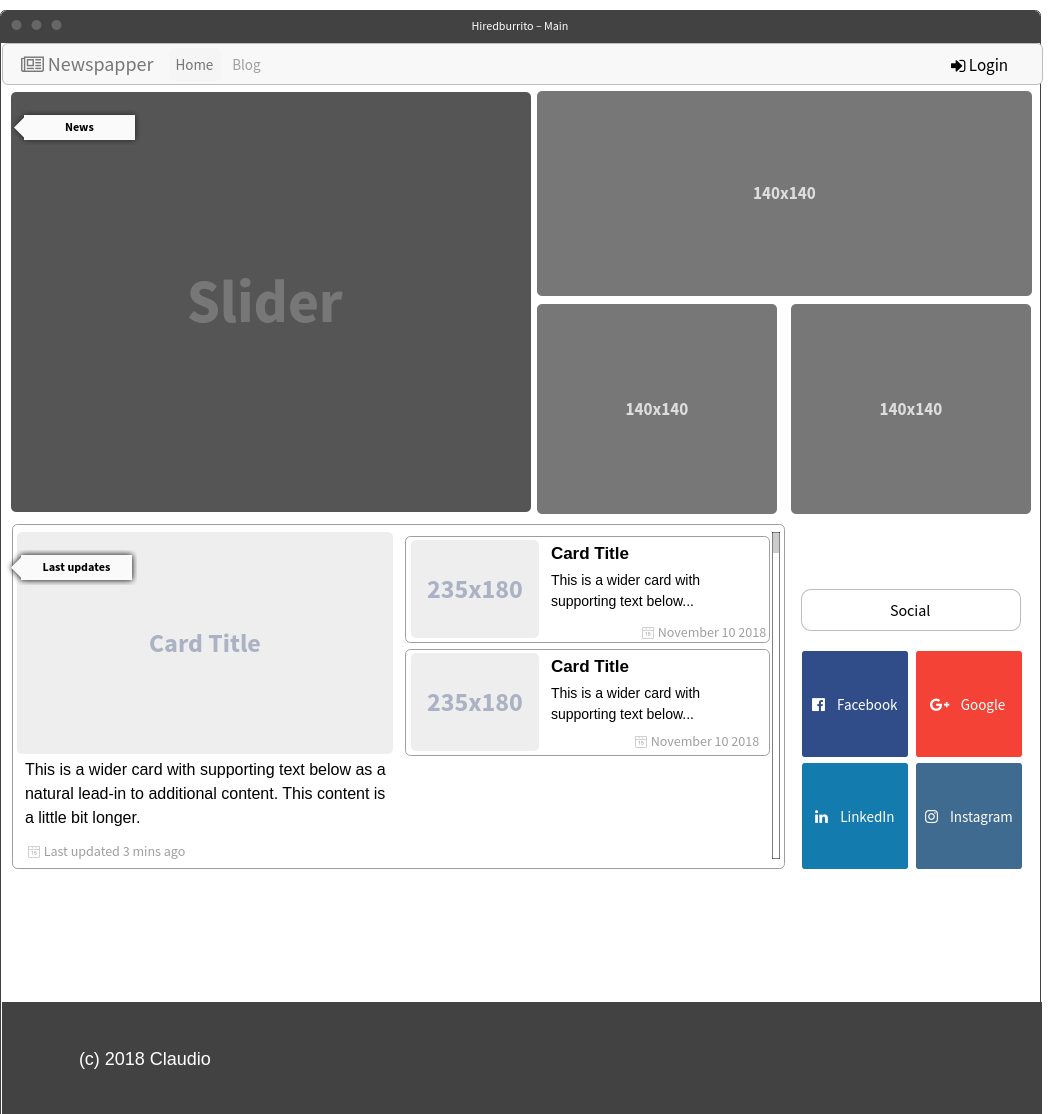 Hiredburrito – Main
Newspapper
Home
Blog
Login
News
Slider
140x140
140x140
140x140
Last updates
Card Title
This is a wider card with supporting text below as a
natural lead-in to additional content. This content is
a little bit longer.
Last updated 3 mins ago
235x180
Card Title
This is a wider card with
supporting text below...
November 10 2018
235x180
Card Title
This is a wider card with
supporting text below...
November 10 2018
Social
Facebook
Google
LinkedIn
Instagram
(c) 2018 Claudio